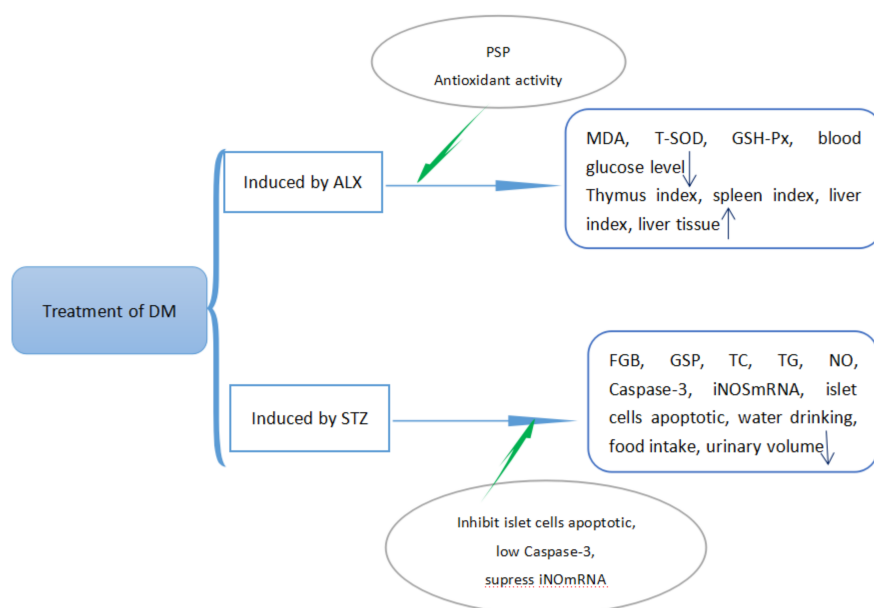 PSP
Antioxidant activity
MDA, T-SOD, GSH-Px, blood
glucose level
Thymus index, spleen index, liver
index, liver tissue
Induced by ALX
Treatment of DM
FGB, GSP, TC, TG, NO,
Caspase-3, iNOSmRNA, islet
cells apoptotic, water drinking,
food intake, urinary volume
Induced by STZ
Inhibit islet cells apoptotic,
low Caspase-3,
supress iNOmRNA